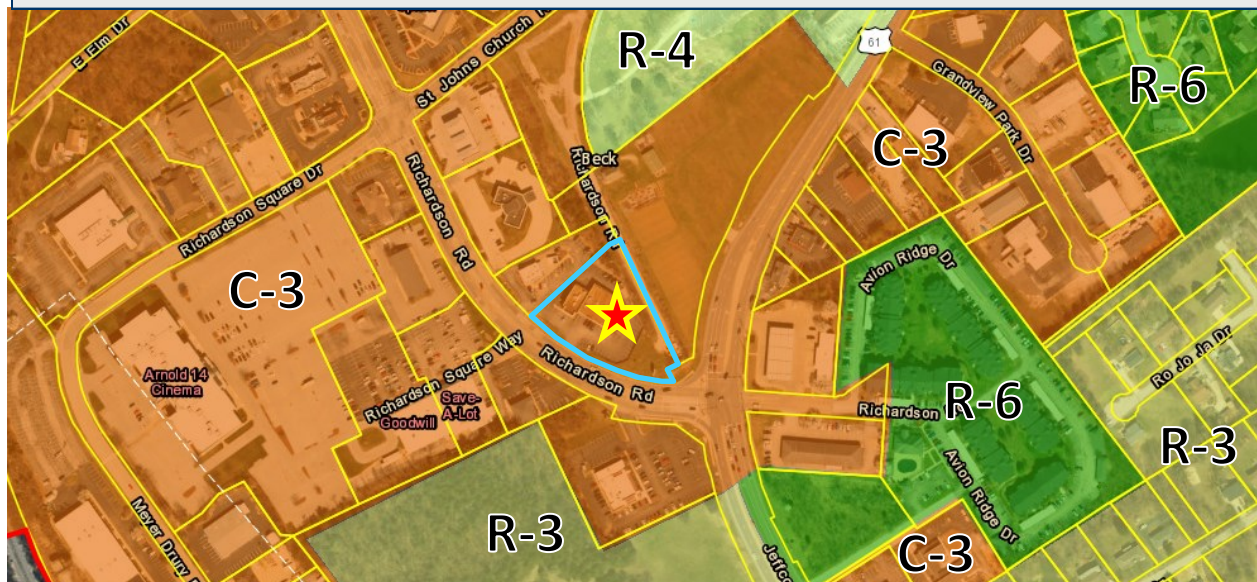 E Elm Dr
St Johns Church
R-4
61
Grandview Park Dr
R-6
C-3
Beck
Richardson Rd
Richardson Square Dr
Richardson Rd
C-3
Avion Ridge Dr
Ro Jo Ja Dr
Arnold 14
Cinema
Richardson Square Way
Richardson Rd
Save-
A-Lot
Goodwill
Richardson
R-6
R-3
Avion Ridge Dr
Meyer Drury
R-3
C-3
Jeffco